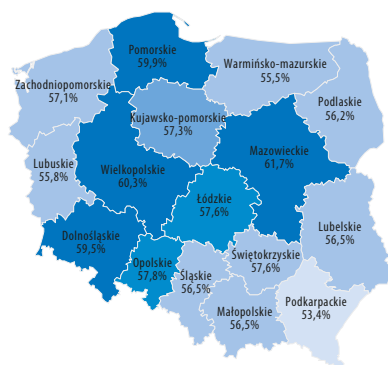 Pomorskie
59,9%
Warmińsko-mazurskie
55,5%
Zachodniopomorskie
57,1%
Podlaskie
56,2%
Kujawsko-pomorskie
57,3%
Mazowieckie
61,7%
Lubuskie
55,8%
Wielkopolskie
60,3%
Łódzkie
57,6%
Lubelskie
56,5%
Dolnośląskie
59,5%
Opolskie
57,8%
Śląskie
56,5%
Świętokrzyskie
57,6%
Małopolskie
56,5%
Podkarpackie
53,4%